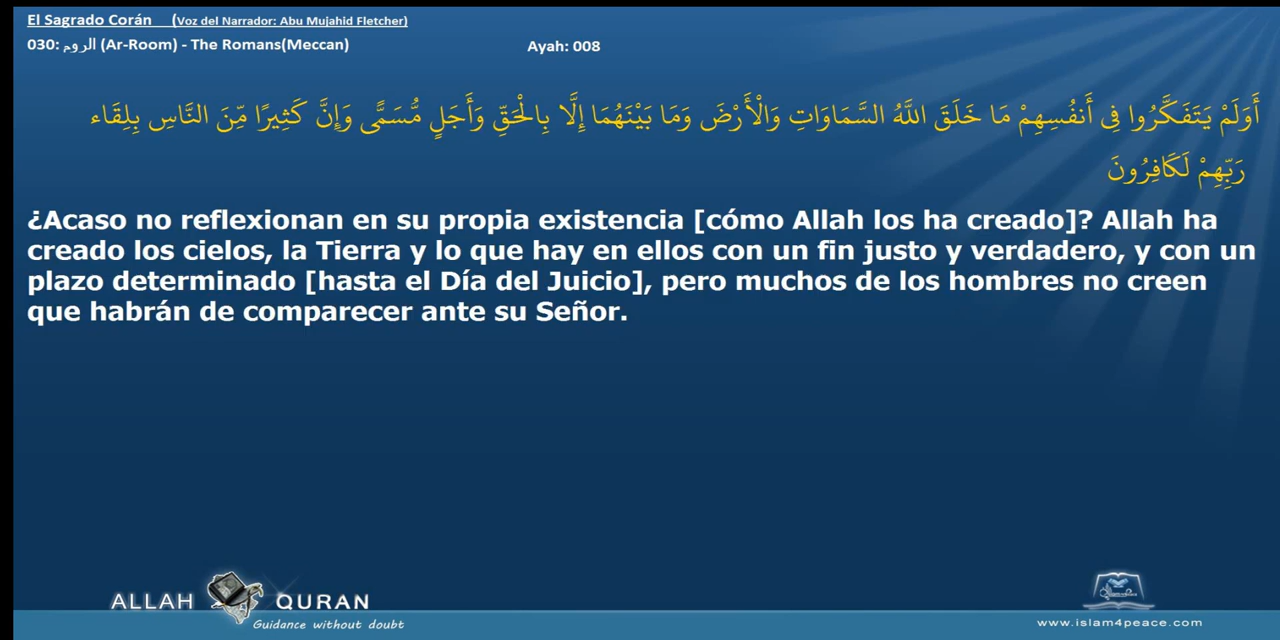 El Sagrado Corán (Voz del Narrador: Abu Mujahid Fletcher)
030: الروم (Ar-Room) - The Romans(Meccan) Ayah: 008
أَوَلَمْ يَتَفَكَّرُوا فِى أَنفُسِهِمْ مَا خَلَقَ اللَّهُ السَّمَاوَاتِ وَالْأَرْضَ وَمَا بَيْنَهُمَا إِلَّا بِالْحَقِّ وَأَجَلٍ مُّسَمًّى وَإِنَّ كَثِيرًا مِّنَ النَّاسِ بِلِقَاء
رَبِّهِمْ لَكَافِرُونَ
¿Acaso no reflexionan en su propia existencia [cómo Allah los ha creado]? Allah ha
creado los cielos, la Tierra y lo que hay en ellos con un fin justo y verdadero, y con un
plazo determinado [hasta el Día del Juicio], pero muchos de los hombres no creen
que habrán de comparecer ante su Señor.
ALLAH QURAN
Guidance without doubt
www.islam4peace.com